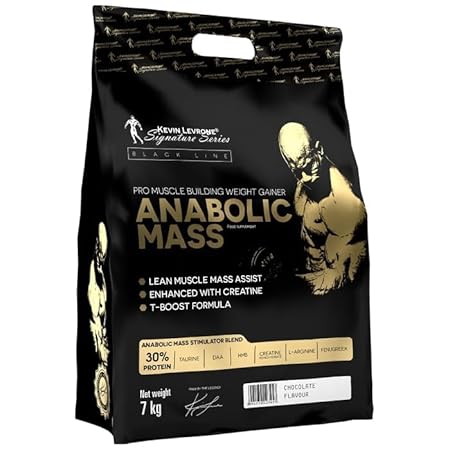 KEVIN LEVRONE®
Signature Series
BLACK LINE
PRO MUSCLE BUILDING WEIGHT GAINER
ANABOLIC
MASS
FOOD SUPPLEMENT
• LEAN MUSCLE MASS ASSIST
• ENHANCED WITH CREATINE
• T-BOOST FORMULA
ANABOLIC MASS STIMULATOR BLEND
30%
PROTEIN
TAURINE
DAA
HMB
CREATINE
MONOHYDRATE
L-ARGININE
FENUGREEK
Net weight
7 kg
CHOCOLATE
FLAVOUR